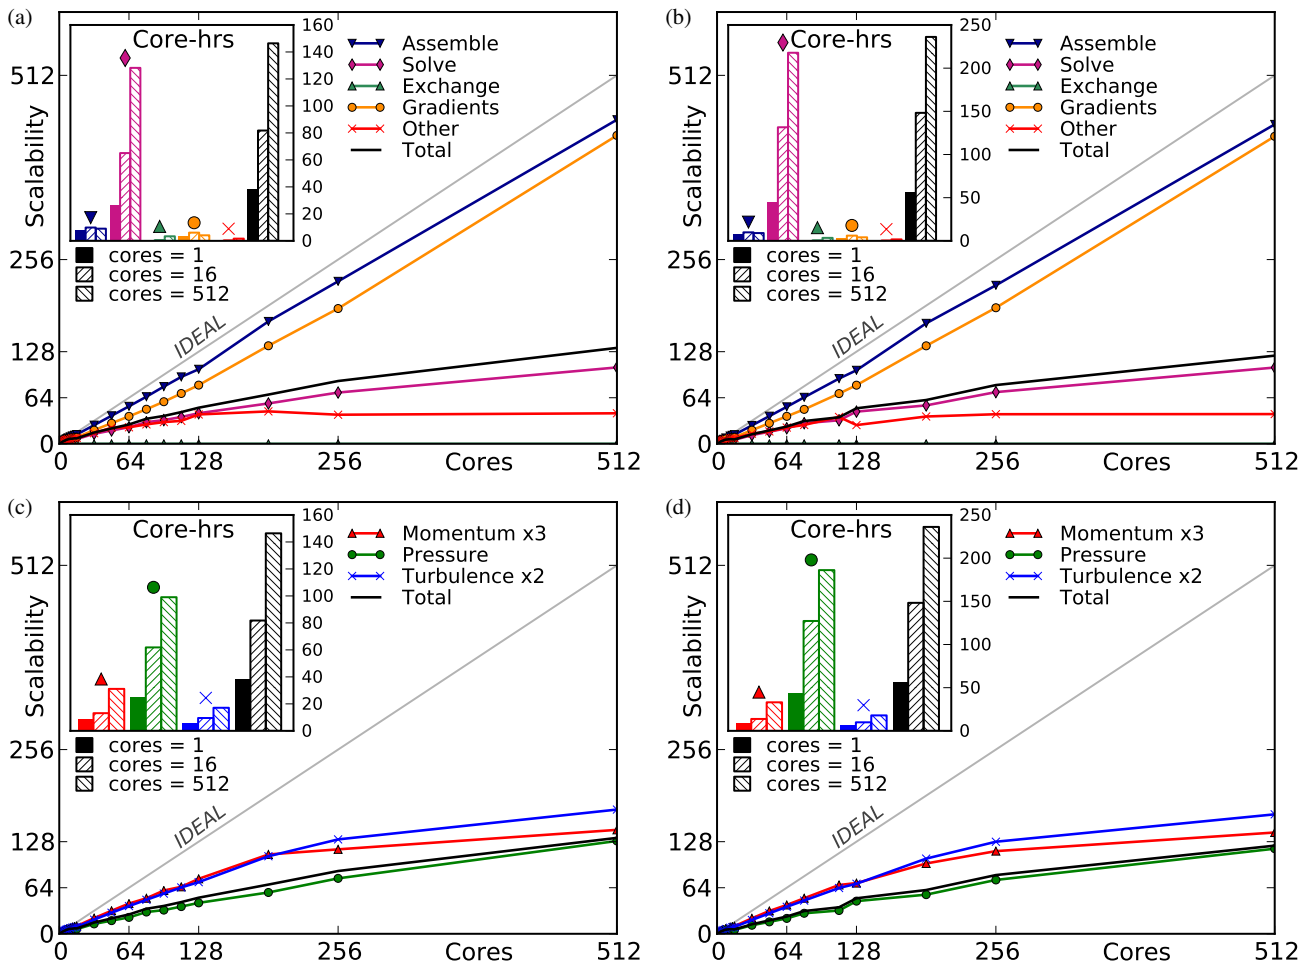 (a)
Core-hrs
160
140
120
100
80
60
40
20
0
Assemble
Solve
Exchange
Gradients
Other
Total
cores = 1
cores = 16
cores = 512
IDEAL
Scalability
512
256
128
64
0
0 64 128 256 Cores 512
(b)
Core-hrs
250
200
150
100
50
0
Assemble
Solve
Exchange
Gradients
Other
Total
cores = 1
cores = 16
cores = 512
IDEAL
Scalability
512
256
128
64
0
0 64 128 256 Cores 512
(c)
Core-hrs
160
140
120
100
80
60
40
20
0
Momentum x3
Pressure
Turbulence x2
Total
cores = 1
cores = 16
cores = 512
IDEAL
Scalability
512
256
128
64
0
0 64 128 256 Cores 512
(d)
Core-hrs
250
200
150
100
50
0
Momentum x3
Pressure
Turbulence x2
Total
cores = 1
cores = 16
cores = 512
IDEAL
Scalability
512
256
128
64
0
0 64 128 256 Cores 512